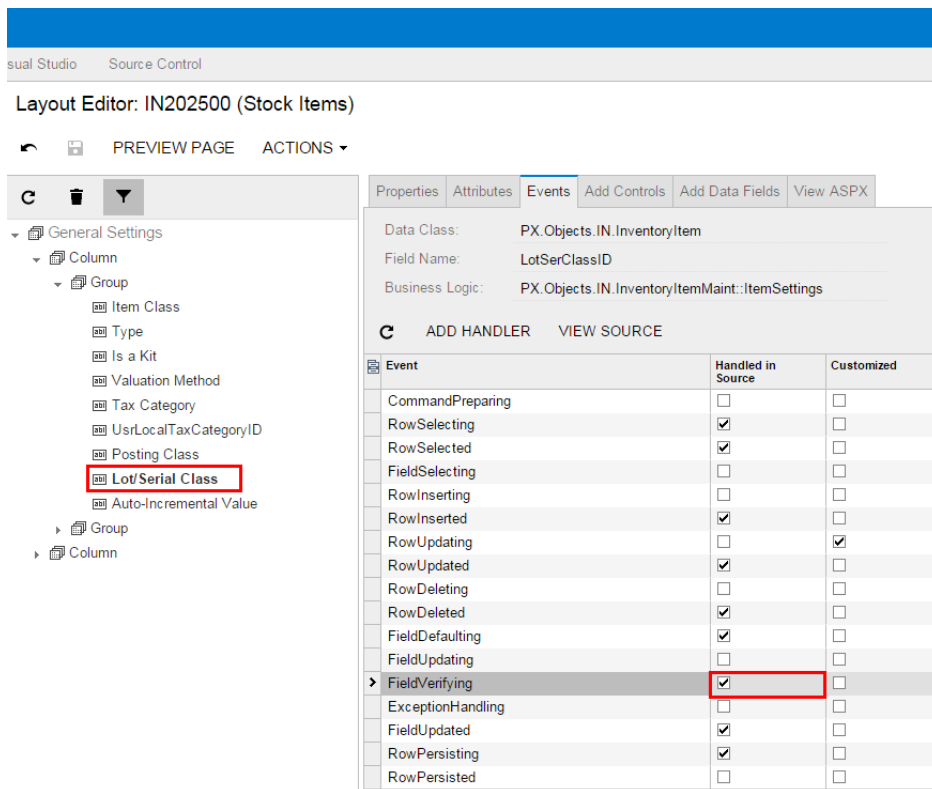 sual Studio Source Control
Layout Editor: IN202500 (Stock Items)
PREVIEW PAGE ACTIONS
General Settings
Column
Group
Item Class
Type
Is a Kit
Valuation Method
Tax Category
UsrLocalTaxCategoryID
Posting Class
Lot/Serial Class
Auto-Incremental Value
Group
Column
Properties Attributes Events Add Controls Add Data Fields View ASPX
Data Class: PX.Objects.IN.InventoryItem
Field Name: LotSerClassID
Business Logic: PX.Objects.IN.InventoryItemMaint::ItemSettings
ADD HANDLER VIEW SOURCE
Event Handled in Source Customized
CommandPreparing
RowSelecting
RowSelected
FieldSelecting
RowInserting
RowInserted
RowUpdating
RowUpdated
RowDeleting
RowDeleted
FieldDefaulting
FieldUpdating
FieldVerifying
ExceptionHandling
FieldUpdated
RowPersisting
RowPersisted